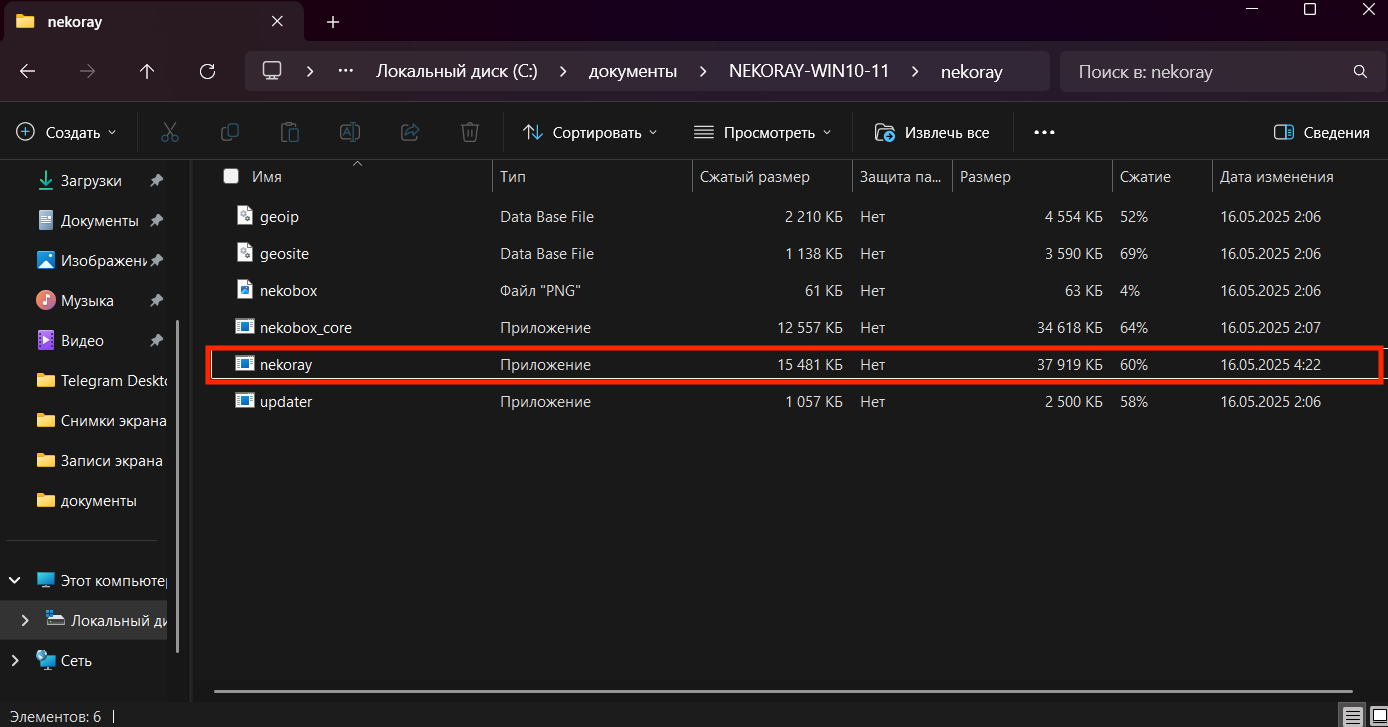 nekoray
Локальный диск (C:) документы NEKORAY-WIN10-11 nekoray Поиск в: nekoray
Создать Сортировать Просмотреть Извлечь все Сведения
Имя Тип Сжатый размер Защита па... Размер Сжатие Дата изменения
Загрузки
Документы
Изображени
Музыка
Видео
Telegram Deskto
Снимки экрана
Записи экрана
документы
Этот компьютер
Локальный ди
Сеть
geoip Data Base File 2 210 КБ Нет 4 554 КБ 52% 16.05.2025 2:06
geosite Data Base File 1 138 КБ Нет 3 590 КБ 69% 16.05.2025 2:06
nekobox Файл "PNG" 61 КБ Нет 63 КБ 4% 16.05.2025 2:06
nekobox_core Приложение 12 557 КБ Нет 34 618 КБ 64% 16.05.2025 2:07
nekoray Приложение 15 481 КБ Нет 37 919 КБ 60% 16.05.2025 4:22
updater Приложение 1 057 КБ Нет 2 500 КБ 58% 16.05.2025 2:06
Элементов: 6